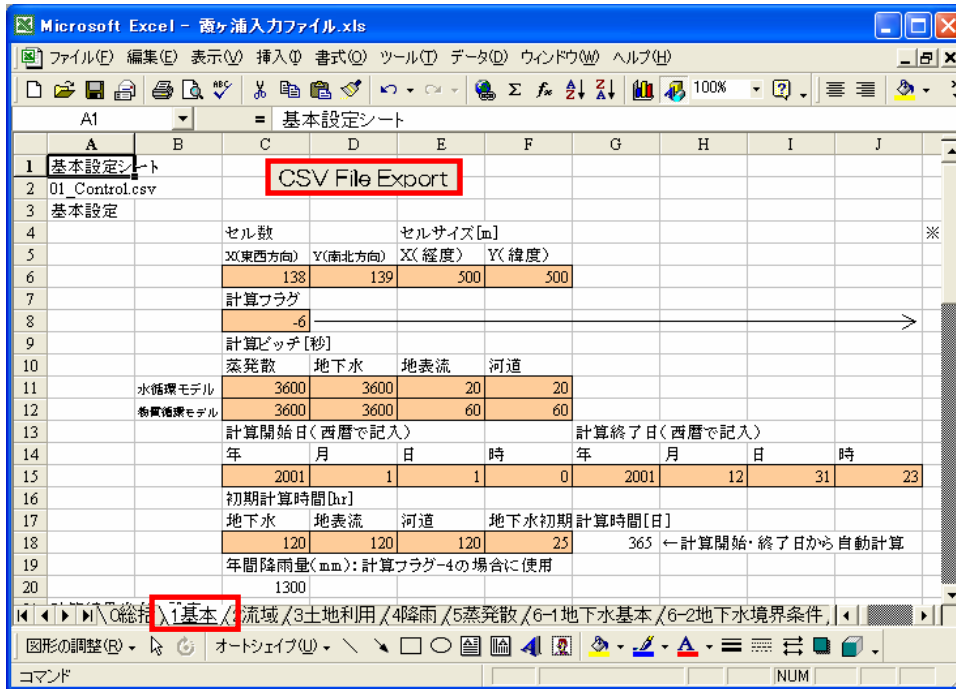 Microsoft Excel - 霞ヶ浦入力ファイル.xls
ファイル(F) 編集(E) 表示(V) 挿入(I) 書式(O) ツール(T) データ(D) ウィンドウ(W) ヘルプ(H)
100%
A1 = 基本設定シート
A B C D E F G H I J
1 基本設定シート
CSV File Export
2 01_Control.csv
3 基本設定
4 セル数 セルサイズ[m] ※
5 X(東西方向) Y(南北方向) X(経度) Y(緯度)
6 138 139 500 500
7 計算フラグ
8 -6
9 計算ピッチ[秒]
10 蒸発散 地下水 地表流 河道
11 水循環モデル 3600 3600 20 20
12 物質循環モデル 3600 3600 60 60
13 計算開始日(西暦で記入) 計算終了日(西暦で記入)
14 年 月 日 時 年 月 日 時
15 2001 1 1 0 2001 12 31 23
16 初期計算時間[hr]
17 地下水 地表流 河道 地下水初期計算時間[日]
18 120 120 120 25 365 ←計算開始・終了日から自動計算
19 年間降雨量(mm):計算フラグ-4の場合に使用
20 1300
0総括 1基本 2流域 3土地利用 4降雨 5蒸発散 6-1地下水基本 6-2地下水境界条件
図形の調整(R) オートシェイプ(U)
コマンド NUM